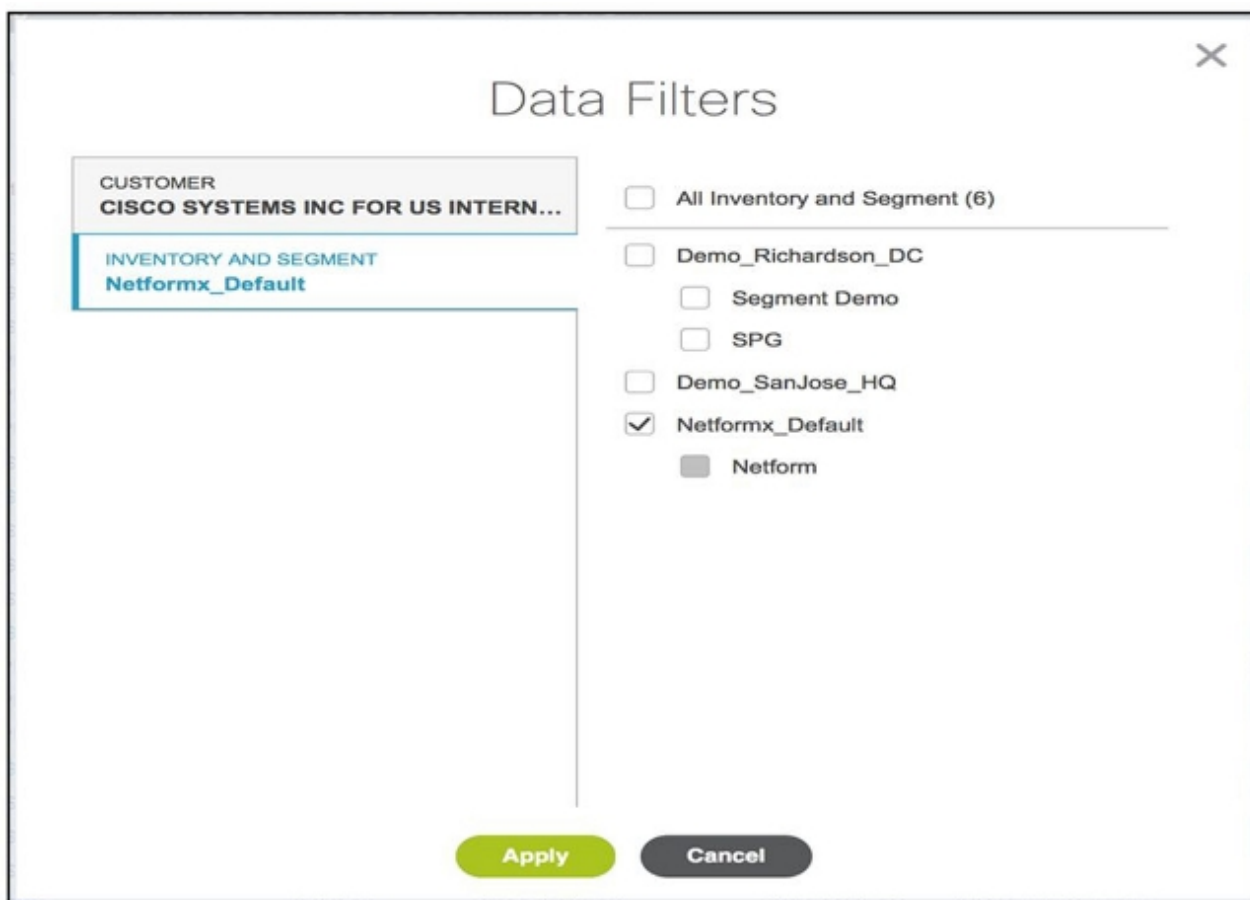 Data Filters
CUSTOMER
CISCO SYSTEMS INC FOR US INTERN...
INVENTORY AND SEGMENT
Netformx_Default
All Inventory and Segment (6)
Demo_Richardson_DC
Segment Demo
SPG
Demo_SanJose_HQ
Netformx_Default
Netform
Apply
Cancel